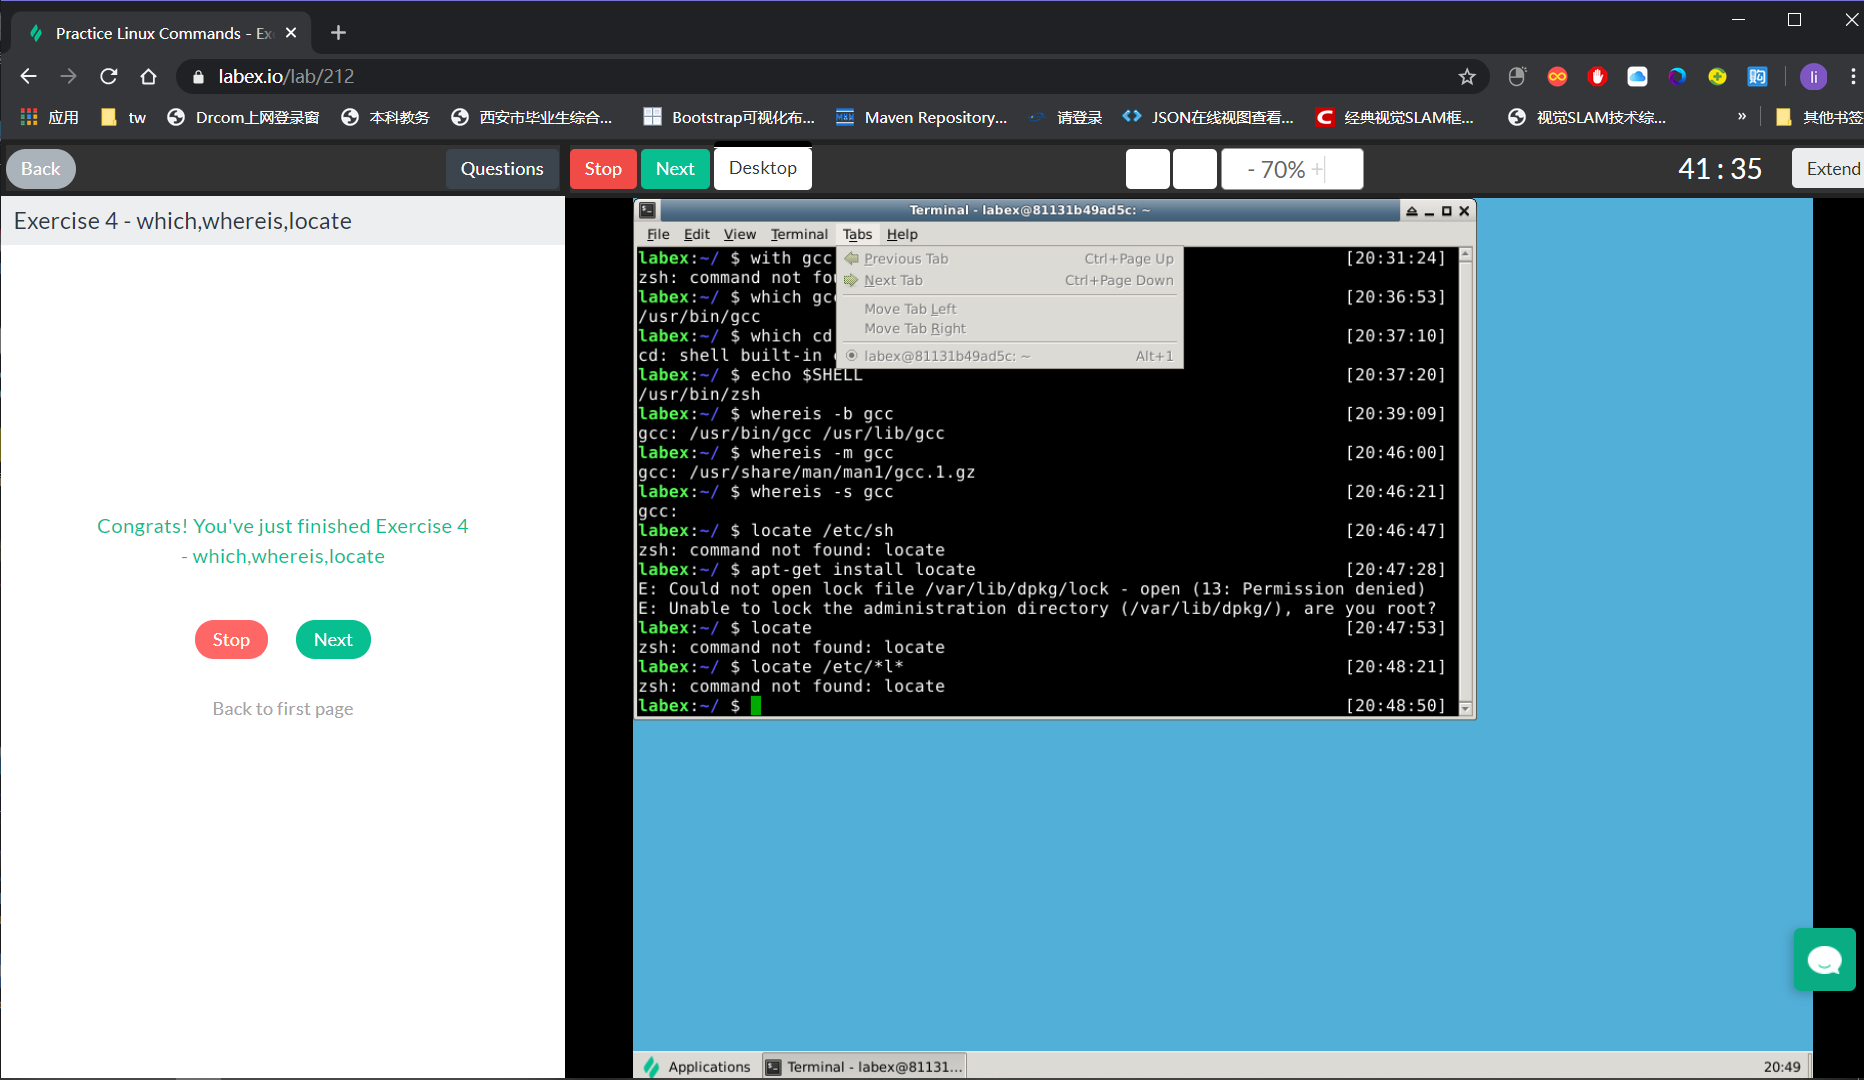 Practice Linux Commands - Ex
labex.io/lab/212
li
应用
tw
Drcom上网登录窗
本科教务
西安市毕业生综合...
Bootstrap可视化布...
Maven Repository...
请登录
JSON在线视图查看...
经典视觉SLAM框...
视觉SLAM技术综...
»
其他书签
Back
Questions
Stop
Next
Desktop
- 70% +
41 : 35
Extend
Exercise 4 - which,whereis,locate
Congrats! You've just finished Exercise 4
- which,whereis,locate
Stop
Next
Back to first page
Terminal - labex@81131b49ad5c: ~
File Edit View Terminal Tabs Help
Previous Tab Ctrl+Page Up
Next Tab Ctrl+Page Down
Move Tab Left
Move Tab Right
labex@81131b49ad5c: ~ Alt+1
labex:~/ $ with gcc [20:31:24]
zsh: command not fou
labex:~/ $ which gcc [20:36:53]
/usr/bin/gcc
labex:~/ $ which cd [20:37:10]
cd: shell built-in c
labex:~/ $ echo $SHELL [20:37:20]
/usr/bin/zsh
labex:~/ $ whereis -b gcc [20:39:09]
gcc: /usr/bin/gcc /usr/lib/gcc
labex:~/ $ whereis -m gcc [20:46:00]
gcc: /usr/share/man/man1/gcc.1.gz
labex:~/ $ whereis -s gcc [20:46:21]
gcc:
labex:~/ $ locate /etc/sh [20:46:47]
zsh: command not found: locate
labex:~/ $ apt-get install locate [20:47:28]
E: Could not open lock file /var/lib/dpkg/lock - open (13: Permission denied)
E: Unable to lock the administration directory (/var/lib/dpkg/), are you root?
labex:~/ $ locate [20:47:53]
zsh: command not found: locate
labex:~/ $ locate /etc/*l* [20:48:21]
zsh: command not found: locate
labex:~/ $ [20:48:50]
Applications
Terminal - labex@81131...
20:49